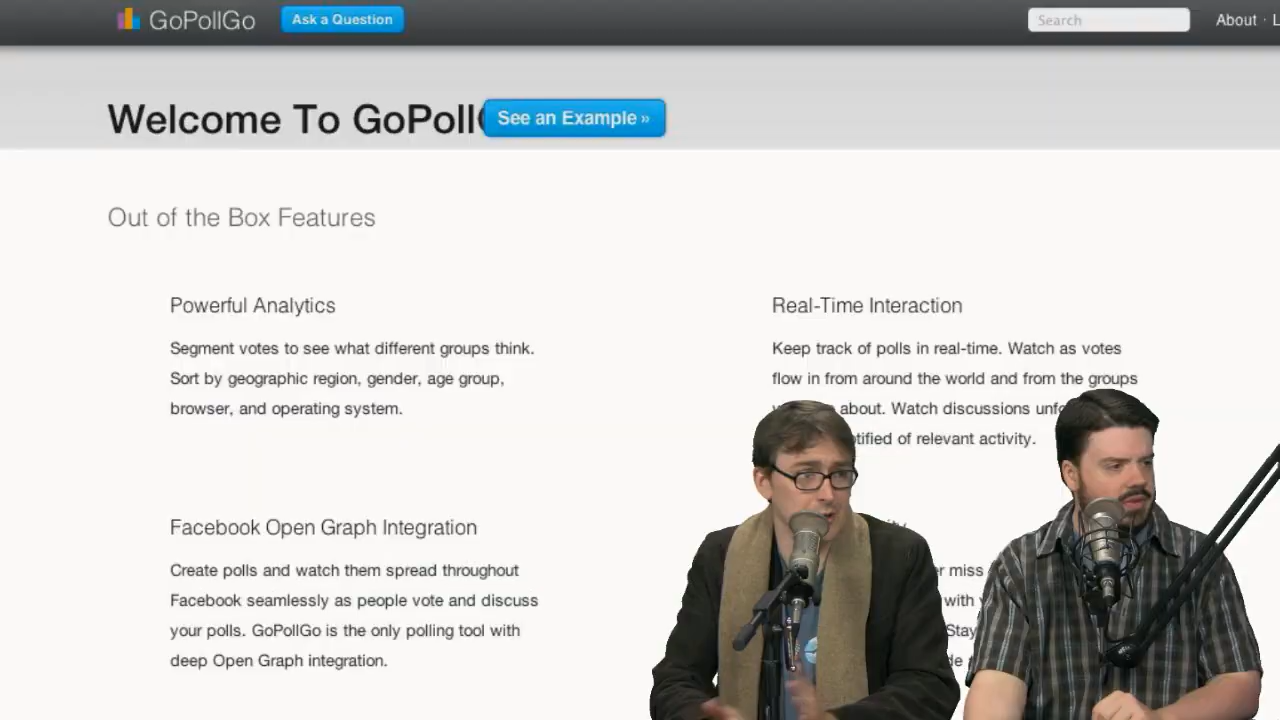 GoPollGo
Ask a Question
Search
About ·
Welcome To GoPoll
See an Example »
Out of the Box Features
Powerful Analytics
Segment votes to see what different groups think.
Sort by geographic region, gender, age group,
browser, and operating system.
Real-Time Interaction
Keep track of polls in real-time. Watch as votes
flow in from around the world and from the groups
about. Watch discussions
of relevant activity.
Facebook Open Graph Integration
Create polls and watch them spread throughout
Facebook seamlessly as people vote and discuss
your polls. GoPollGo is the only polling tool with
deep Open Graph integration.
miss
with
Stay